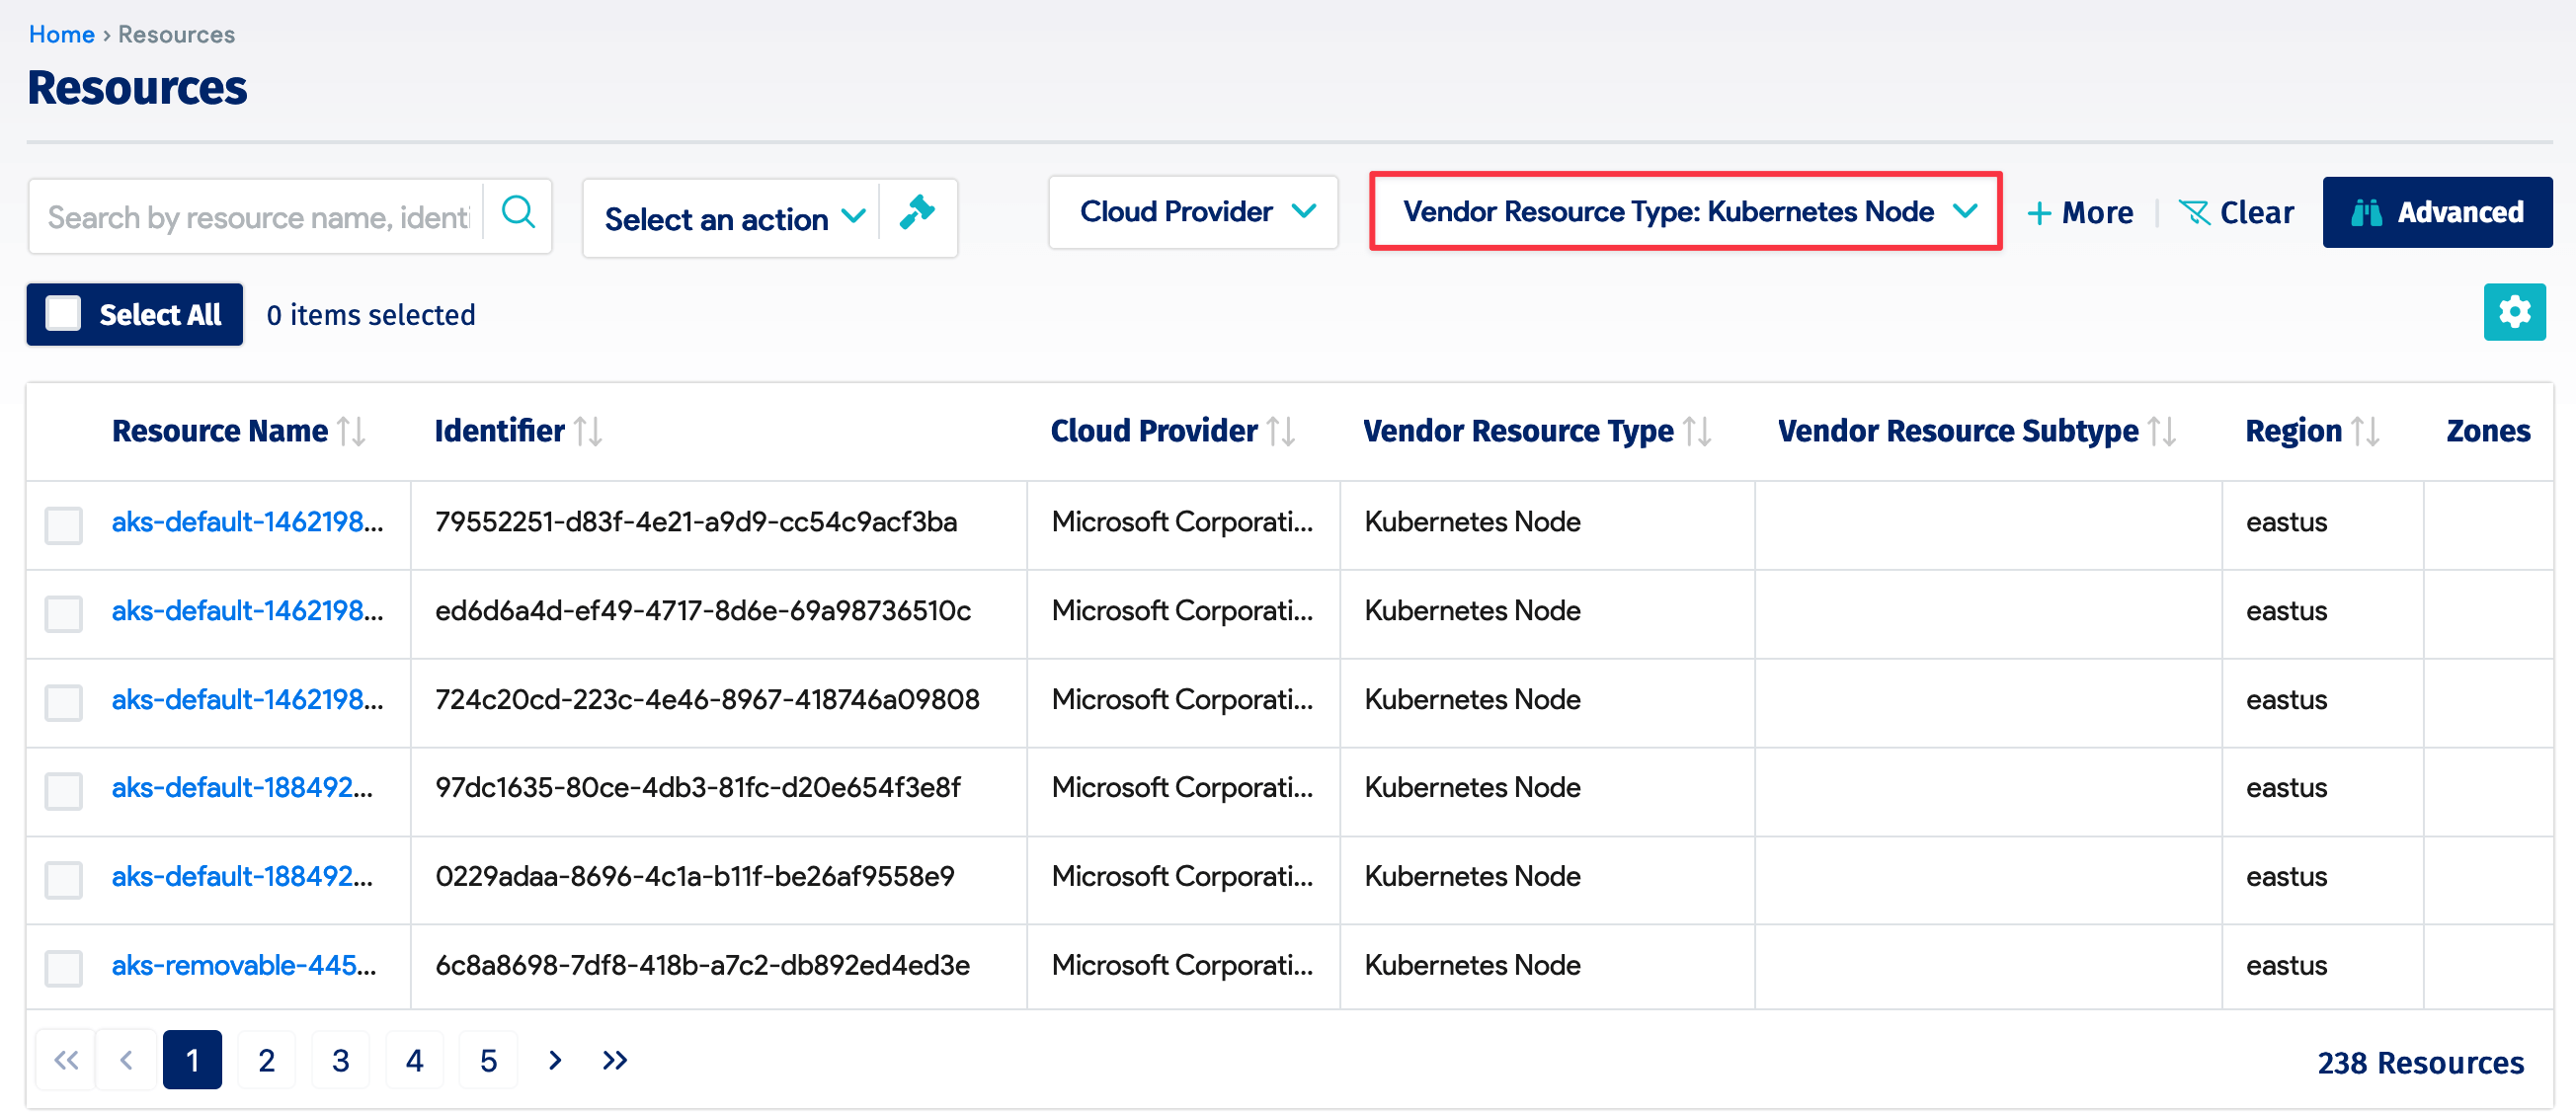 Home › Resources
Resources
Search by resource name, identi
Select an action
Cloud Provider
Vendor Resource Type: Kubernetes Node
+ More
Clear
Advanced
Select All
0 items selected
Resource Name Identifier Cloud Provider Vendor Resource Type Vendor Resource Subtype Region Zones
aks-default-1462198... 79552251-d83f-4e21-a9d9-cc54c9acf3ba Microsoft Corporati... Kubernetes Node eastus
aks-default-1462198... ed6d6a4d-ef49-4717-8d6e-69a98736510c Microsoft Corporati... Kubernetes Node eastus
aks-default-1462198... 724c20cd-223c-4e46-8967-418746a09808 Microsoft Corporati... Kubernetes Node eastus
aks-default-188492... 97dc1635-80ce-4db3-81fc-d20e654f3e8f Microsoft Corporati... Kubernetes Node eastus
aks-default-188492... 0229adaa-8696-4c1a-b11f-be26af9558e9 Microsoft Corporati... Kubernetes Node eastus
aks-removable-445... 6c8a8698-7df8-418b-a7c2-db892ed4ed3e Microsoft Corporati... Kubernetes Node eastus
« ‹ 1 2 3 4 5 › »
238 Resources